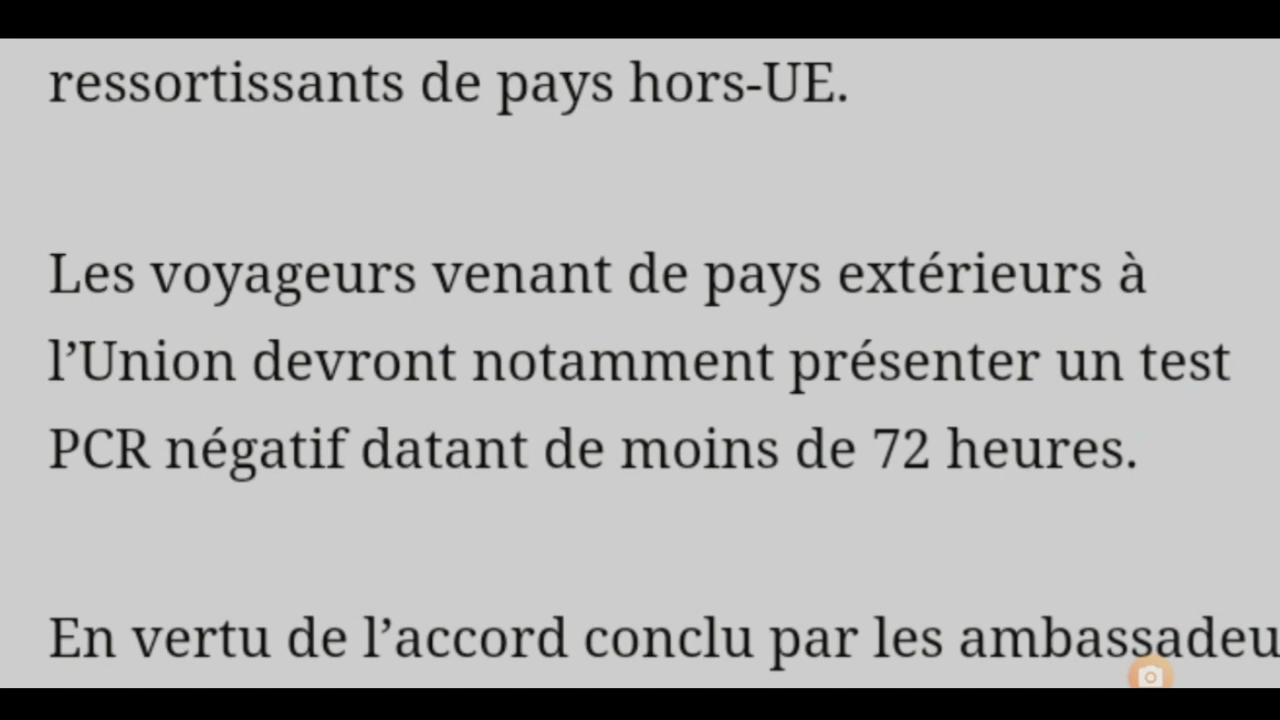 ressortissants de pays hors-UE.
Les voyageurs venant de pays extérieurs à
l’Union devront notamment présenter un test
PCR négatif datant de moins de 72 heures.
En vertu de l’accord conclu par les ambassadeu